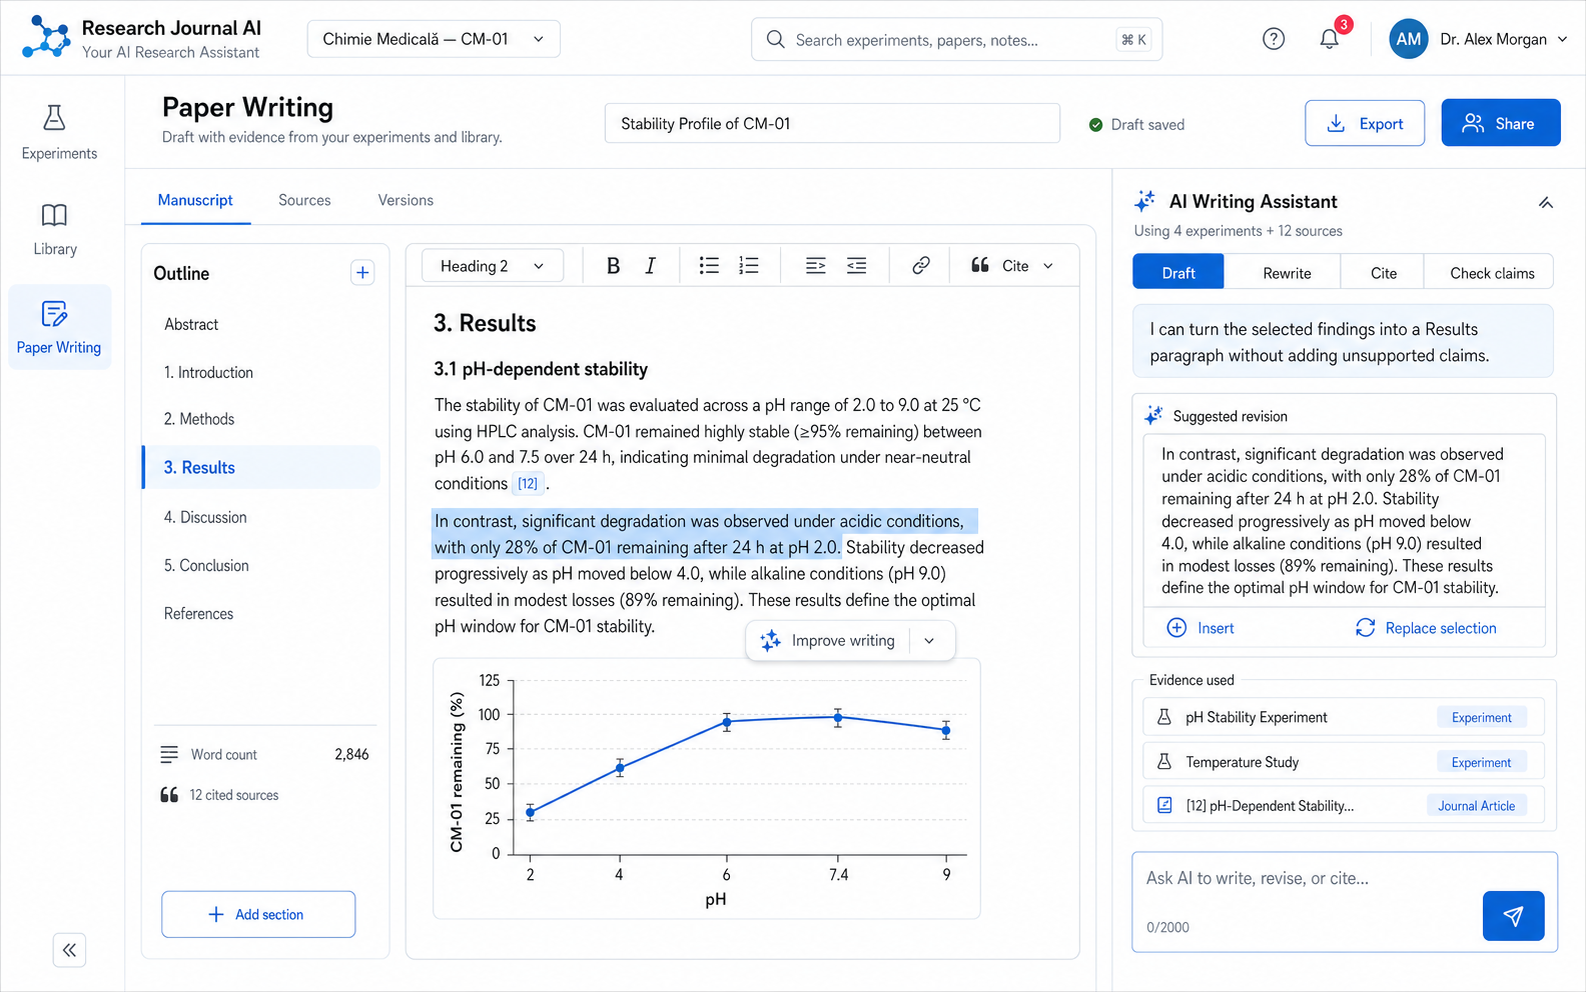 Research Journal AI
Your AI Research Assistant
Chimie Medicală — CM-01
Search experiments, papers, notes...
⌘ K
?
3
AM
Dr. Alex Morgan
Experiments
Library
Paper Writing
Paper Writing
Draft with evidence from your experiments and library.
Stability Profile of CM-01
Draft saved
Export
Share
Manuscript
Sources
Versions
Outline
Abstract
1. Introduction
2. Methods
3. Results
4. Discussion
5. Conclusion
References
Word count
2,846
12 cited sources
Add section
Heading 2
B
I
Cite
3. Results
3.1 pH-dependent stability
The stability of CM-01 was evaluated across a pH range of 2.0 to 9.0 at 25 °C
using HPLC analysis. CM-01 remained highly stable (≥95% remaining) between
pH 6.0 and 7.5 over 24 h, indicating minimal degradation under near-neutral
conditions [12] .
In contrast, significant degradation was observed under acidic conditions,
with only 28% of CM-01 remaining after 24 h at pH 2.0. Stability decreased
progressively as pH moved below 4.0, while alkaline conditions (pH 9.0)
resulted in modest losses (89% remaining). These results define the optimal
pH window for CM-01 stability.
Improve writing
CM-01 remaining (%)
125
100
75
50
25
0
2
4
6
7.4
9
pH
AI Writing Assistant
Using 4 experiments + 12 sources
Draft
Rewrite
Cite
Check claims
I can turn the selected findings into a Results
paragraph without adding unsupported claims.
Suggested revision
In contrast, significant degradation was observed
under acidic conditions, with only 28% of CM-01
remaining after 24 h at pH 2.0. Stability
decreased progressively as pH moved below
4.0, while alkaline conditions (pH 9.0) resulted
in modest losses (89% remaining). These results
define the optimal pH window for CM-01 stability.
Insert
Replace selection
Evidence used
pH Stability Experiment
Experiment
Temperature Study
Experiment
[12] pH-Dependent Stability...
Journal Article
Ask AI to write, revise, or cite...
0/2000